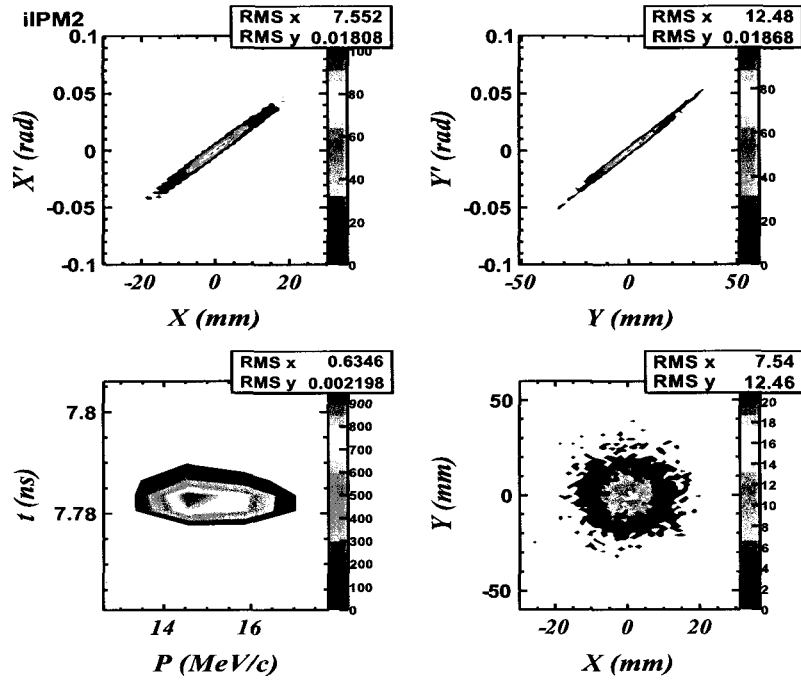 iIPM2
RMS x 7.552
RMS y 0.01808
X' (rad)
0.1
0.05
0
-0.05
-0.1
-20 0 20
X (mm)
100
80
60
40
20
0
RMS x 12.48
RMS y 0.01868
Y' (rad)
0.1
0.05
0
-0.05
-0.1
-50 0 50
Y (mm)
80
60
40
20
0
RMS x 0.6346
RMS y 0.002198
t (ns)
7.8
7.78
14 16
P (MeV/c)
900
800
700
600
500
400
300
200
100
0
RMS x 7.54
RMS y 12.46
Y (mm)
50
0
-50
-20 0 20
X (mm)
20
18
16
14
12
10
8
6
4
2
0